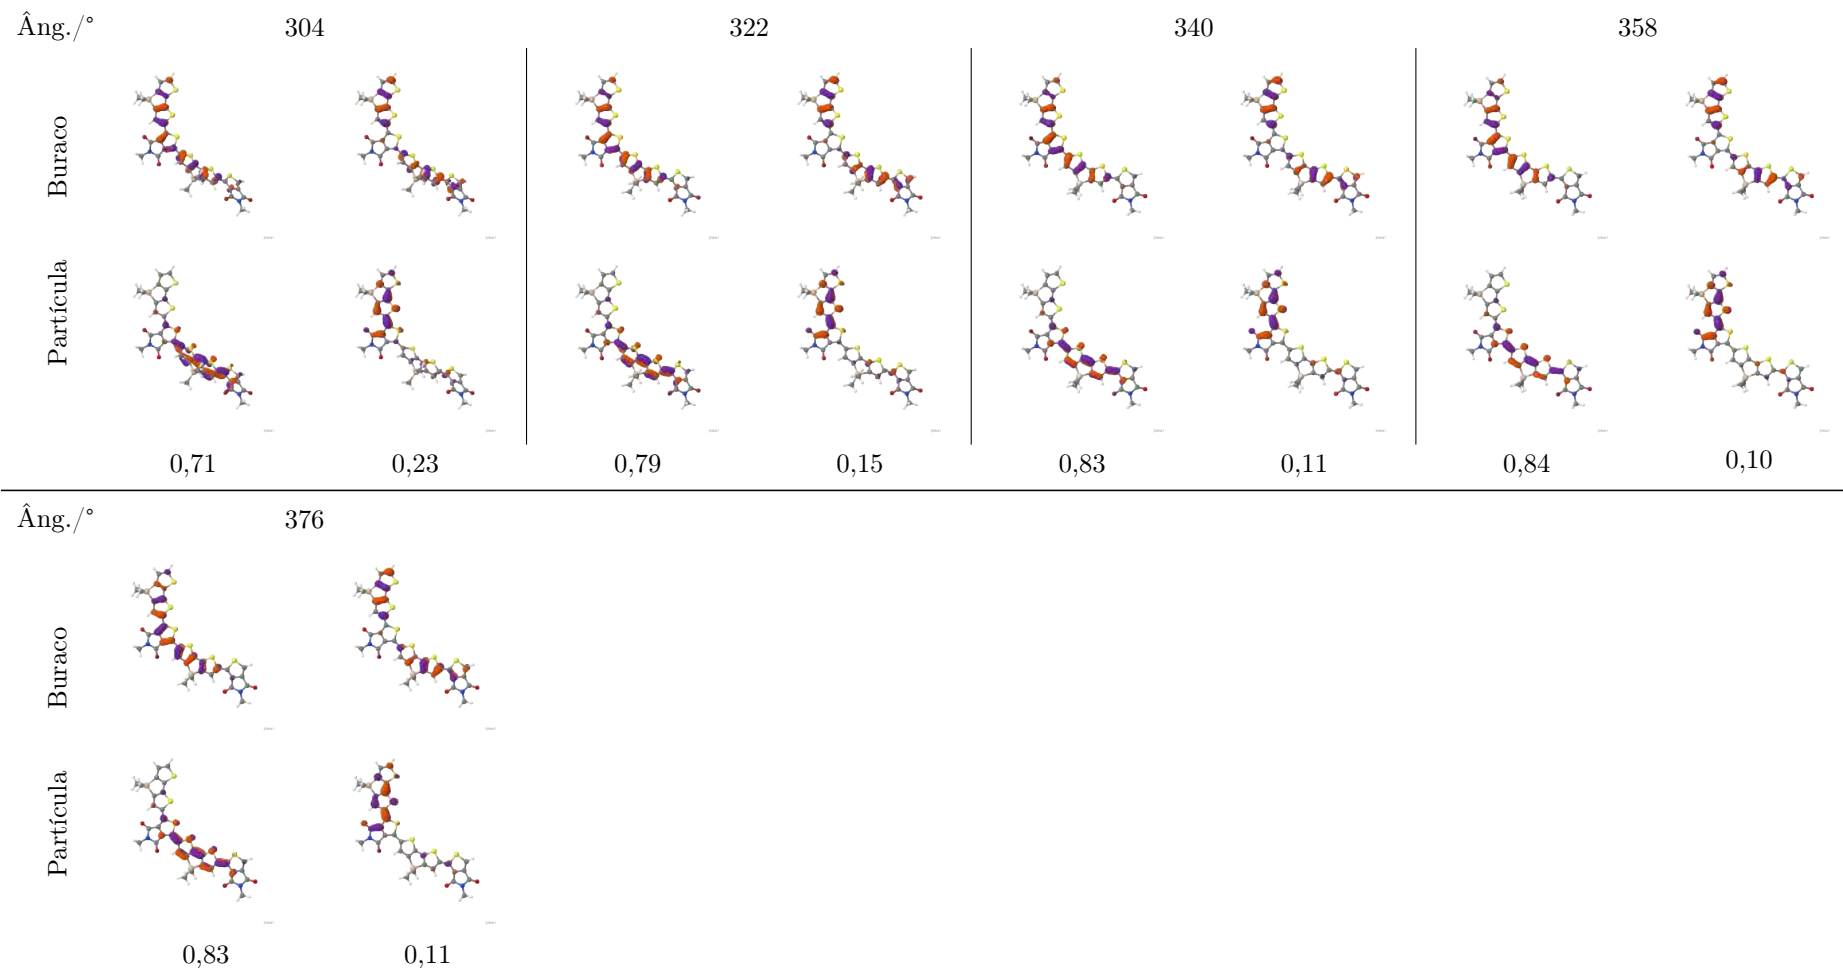 Âng./° 304 322 340 358
Buraco
Partícula
0,71 0,23 0,79 0,15 0,83 0,11 0,84 0,10
Âng./° 376
Buraco
Partícula
0,83 0,11